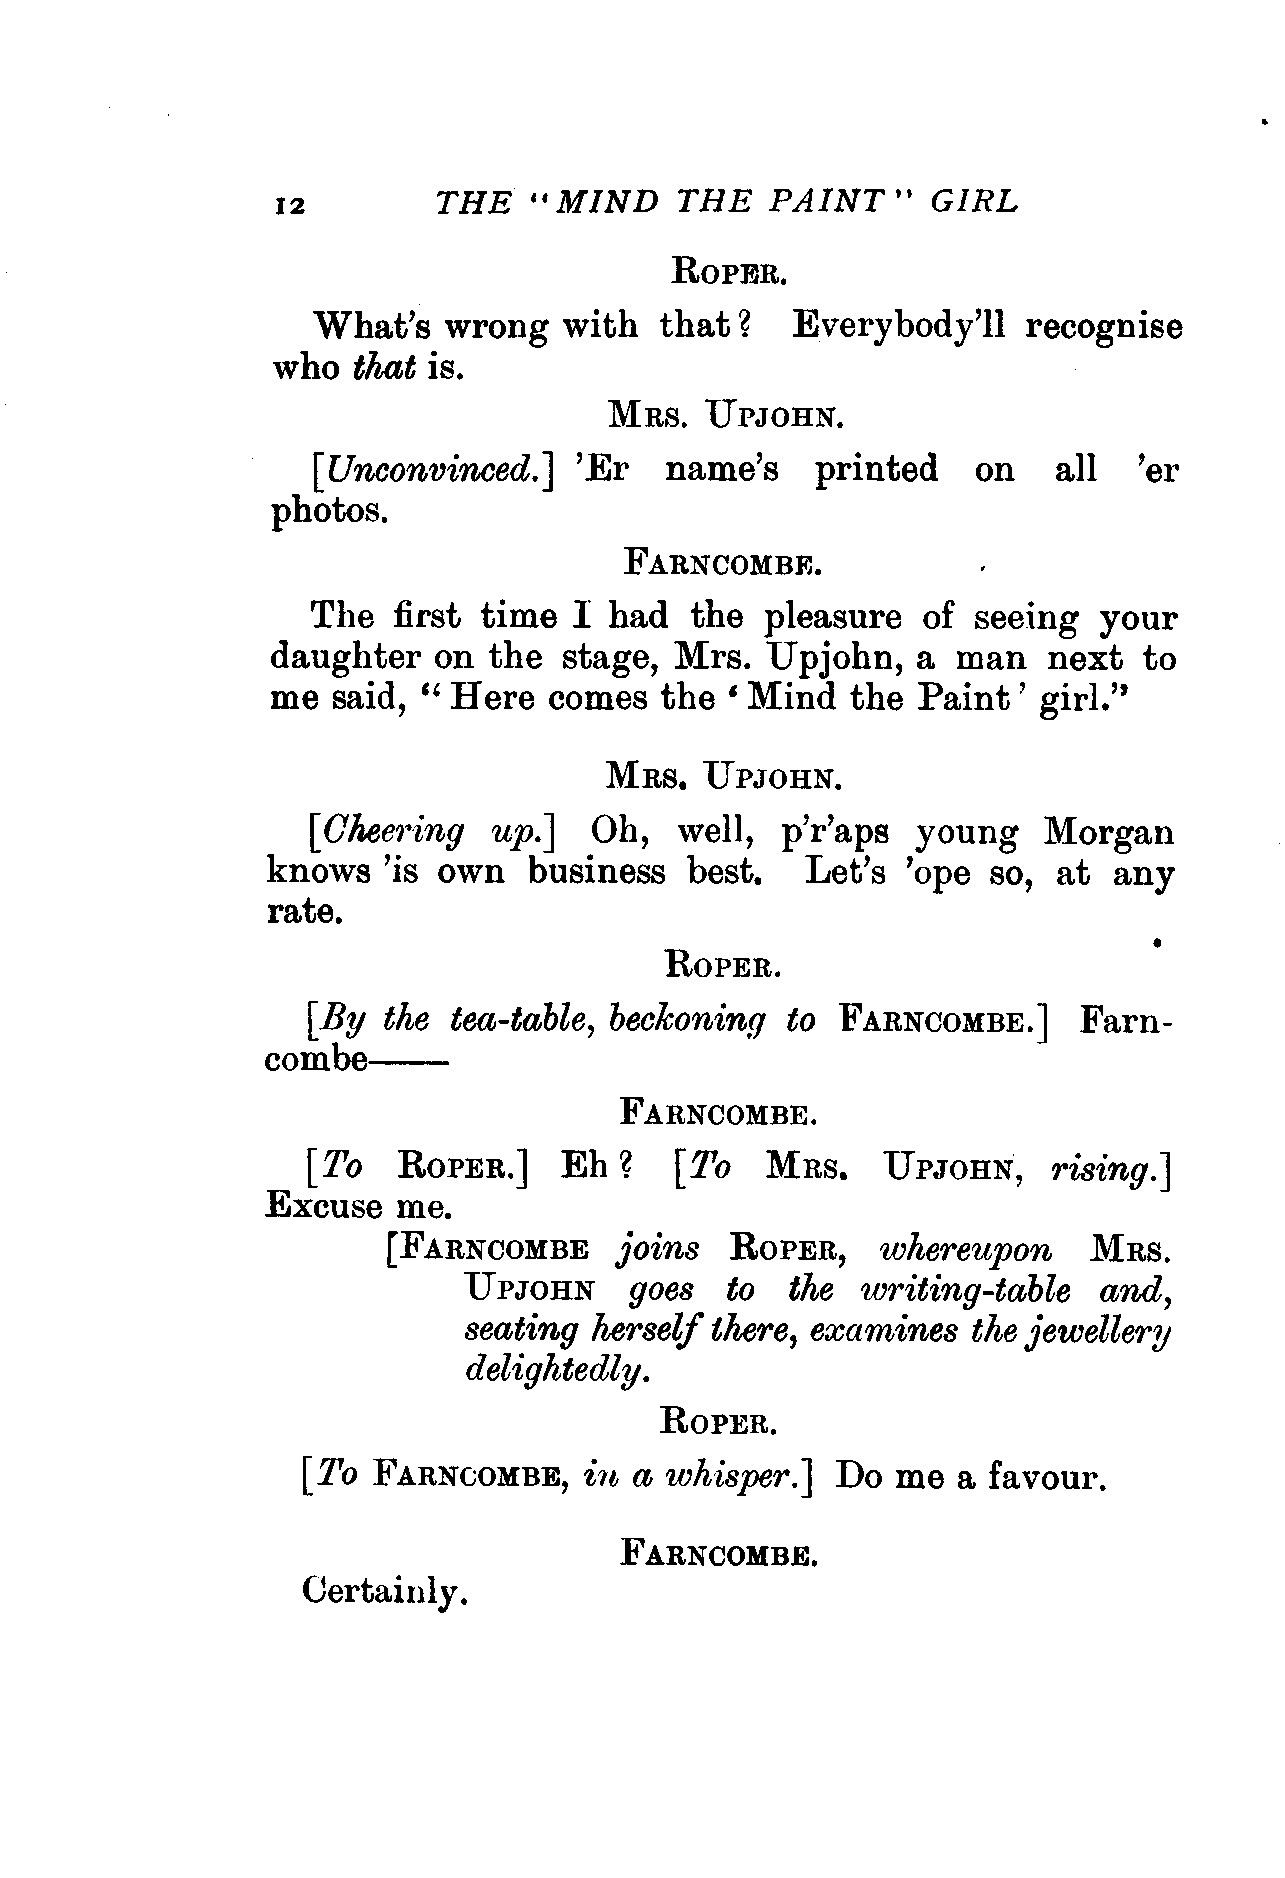 12 THE "MIND THE PAINT" GIRL
ROPER.
What's wrong with that? Everybody'll recognise
who that is.
MRS. UPJOHN.
[Unconvinced.] 'Er name's printed on all 'er
photos.
FARNCOMBE.
The first time I had the pleasure of seeing your
daughter on the stage, Mrs. Upjohn, a man next to
me said, "Here comes the 'Mind the Paint' girl."
MRS. UPJOHN.
[Cheering up.] Oh, well, p'r'aps young Morgan
knows 'is own business best. Let's 'ope so, at any
rate.
ROPER.
[By the tea-table, beckoning to FARNCOMBE.] Farn-
combe——
FARNCOMBE.
[To ROPER.] Eh? [To MRS. UPJOHN, rising.]
Excuse me.
[FARNCOMBE joins ROPER, whereupon MRS.
UPJOHN goes to the writing-table and,
seating herself there, examines the jewellery
delightedly.
ROPER.
[To FARNCOMBE, in a whisper.] Do me a favour.
FARNCOMBE.
Certainly.